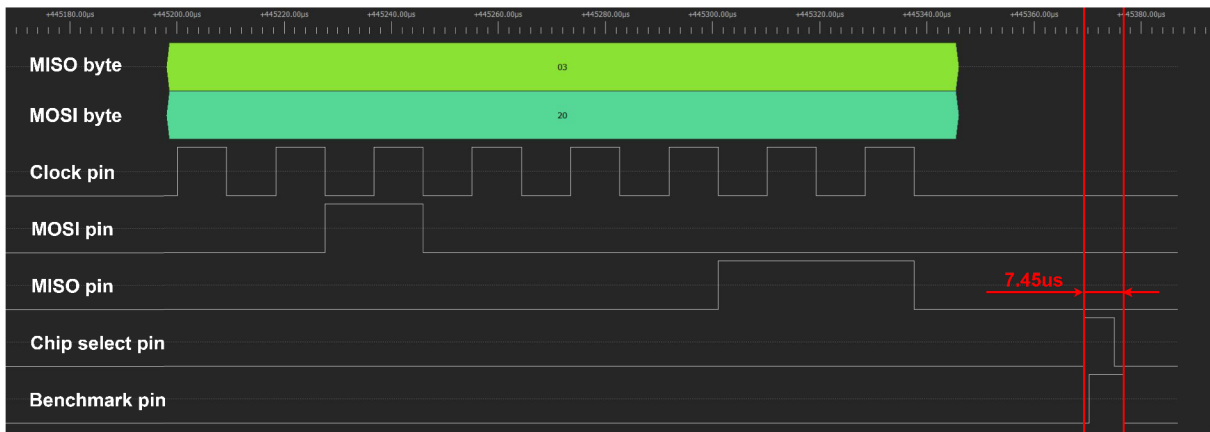 +445180.00µs +445200.00µs +445220.00µs +445240.00µs +445260.00µs +445280.00µs +445300.00µs +445320.00µs +445340.00µs +445360.00µs +445380.00µs
MISO byte
03
MOSI byte
20
Clock pin
MOSI pin
MISO pin
7.45us
Chip select pin
Benchmark pin